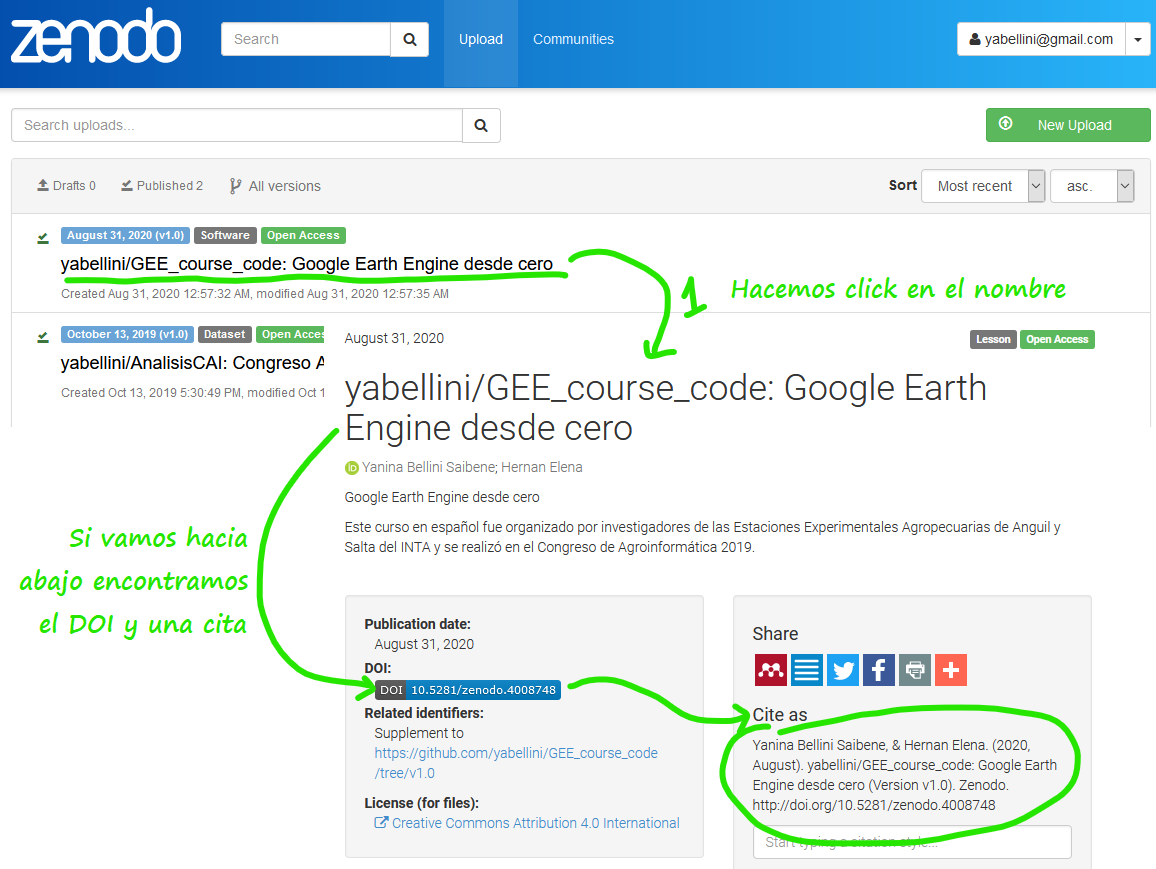 zenodo
Search
Upload
Communities
yabellini@gmail.com
Search uploads...
New Upload
Drafts 0
Published 2
All versions
Sort
Most recent
asc.
August 31, 2020 (v1.0) Software Open Access
yabellini/GEE_course_code: Google Earth Engine desde cero
Created Aug 31, 2020 12:57:32 AM, modified Aug 31, 2020 12:57:35 AM
1 Hacemos click en el nombre
October 13, 2019 (v1.0) Dataset Open Acces
yabellini/AnalisisCAI: Congreso A
Created Oct 13, 2019 5:30:49 PM, modified Oct 1
August 31, 2020
Lesson Open Access
yabellini/GEE_course_code: Google Earth
Engine desde cero
iD Yanina Bellini Saibene; Hernan Elena
Google Earth Engine desde cero
Este curso en español fue organizado por investigadores de las Estaciones Experimentales Agropecuarias de Anguil y
Salta del INTA y se realizó en el Congreso de Agroinformática 2019.
Si vamos hacia
abajo encontramos
el DOI y una cita
Publication date:
August 31, 2020
DOI:
DOI 10.5281/zenodo.4008748
Related identifiers:
Supplement to
https://github.com/yabellini/GEE_course_code
/tree/v1.0
License (for files):
Creative Commons Attribution 4.0 International
Share
Cite as
Yanina Bellini Saibene, & Hernan Elena. (2020,
August). yabellini/GEE_course_code: Google Earth
Engine desde cero (Version v1.0). Zenodo.
http://doi.org/10.5281/zenodo.4008748
Start typing a citation style...